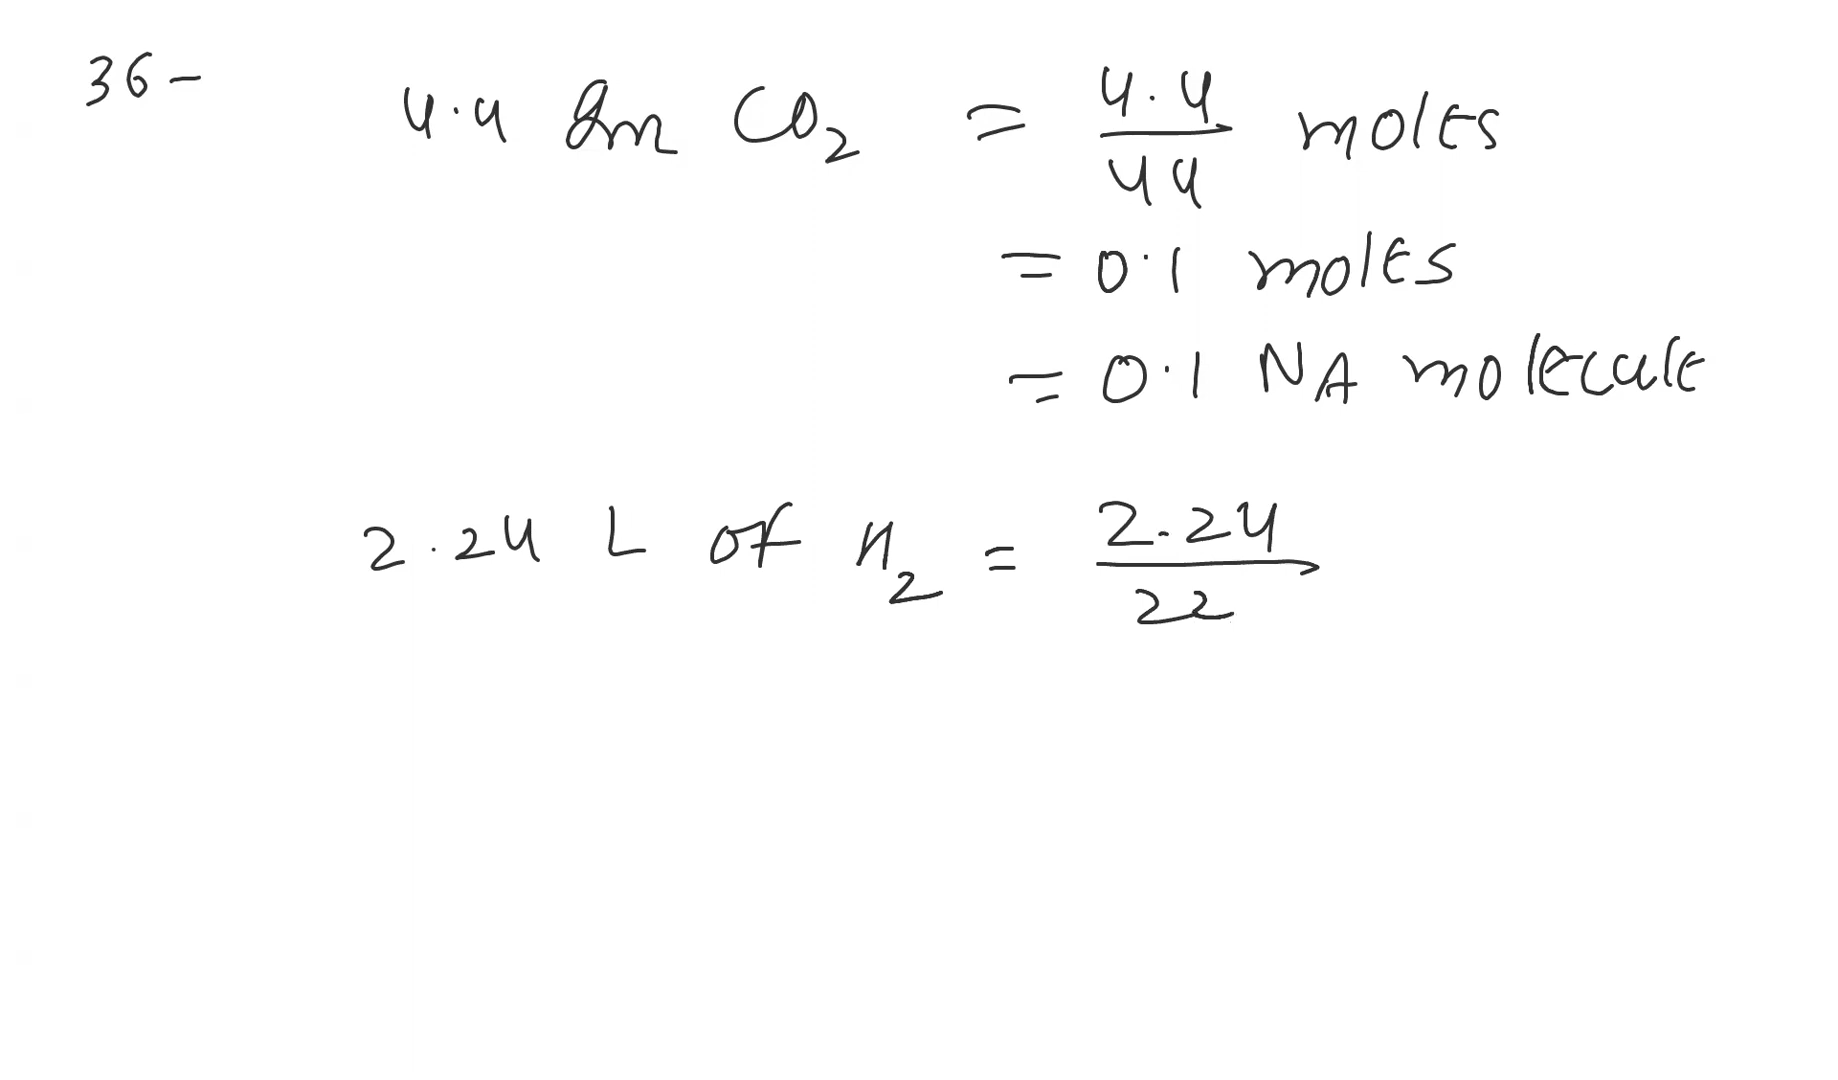 36- 4.4 gm CO₂ = 4.4/44 moles
= 0.1 moles
= 0.1 NA molecule
2.24 L of H₂ = 2.24/22